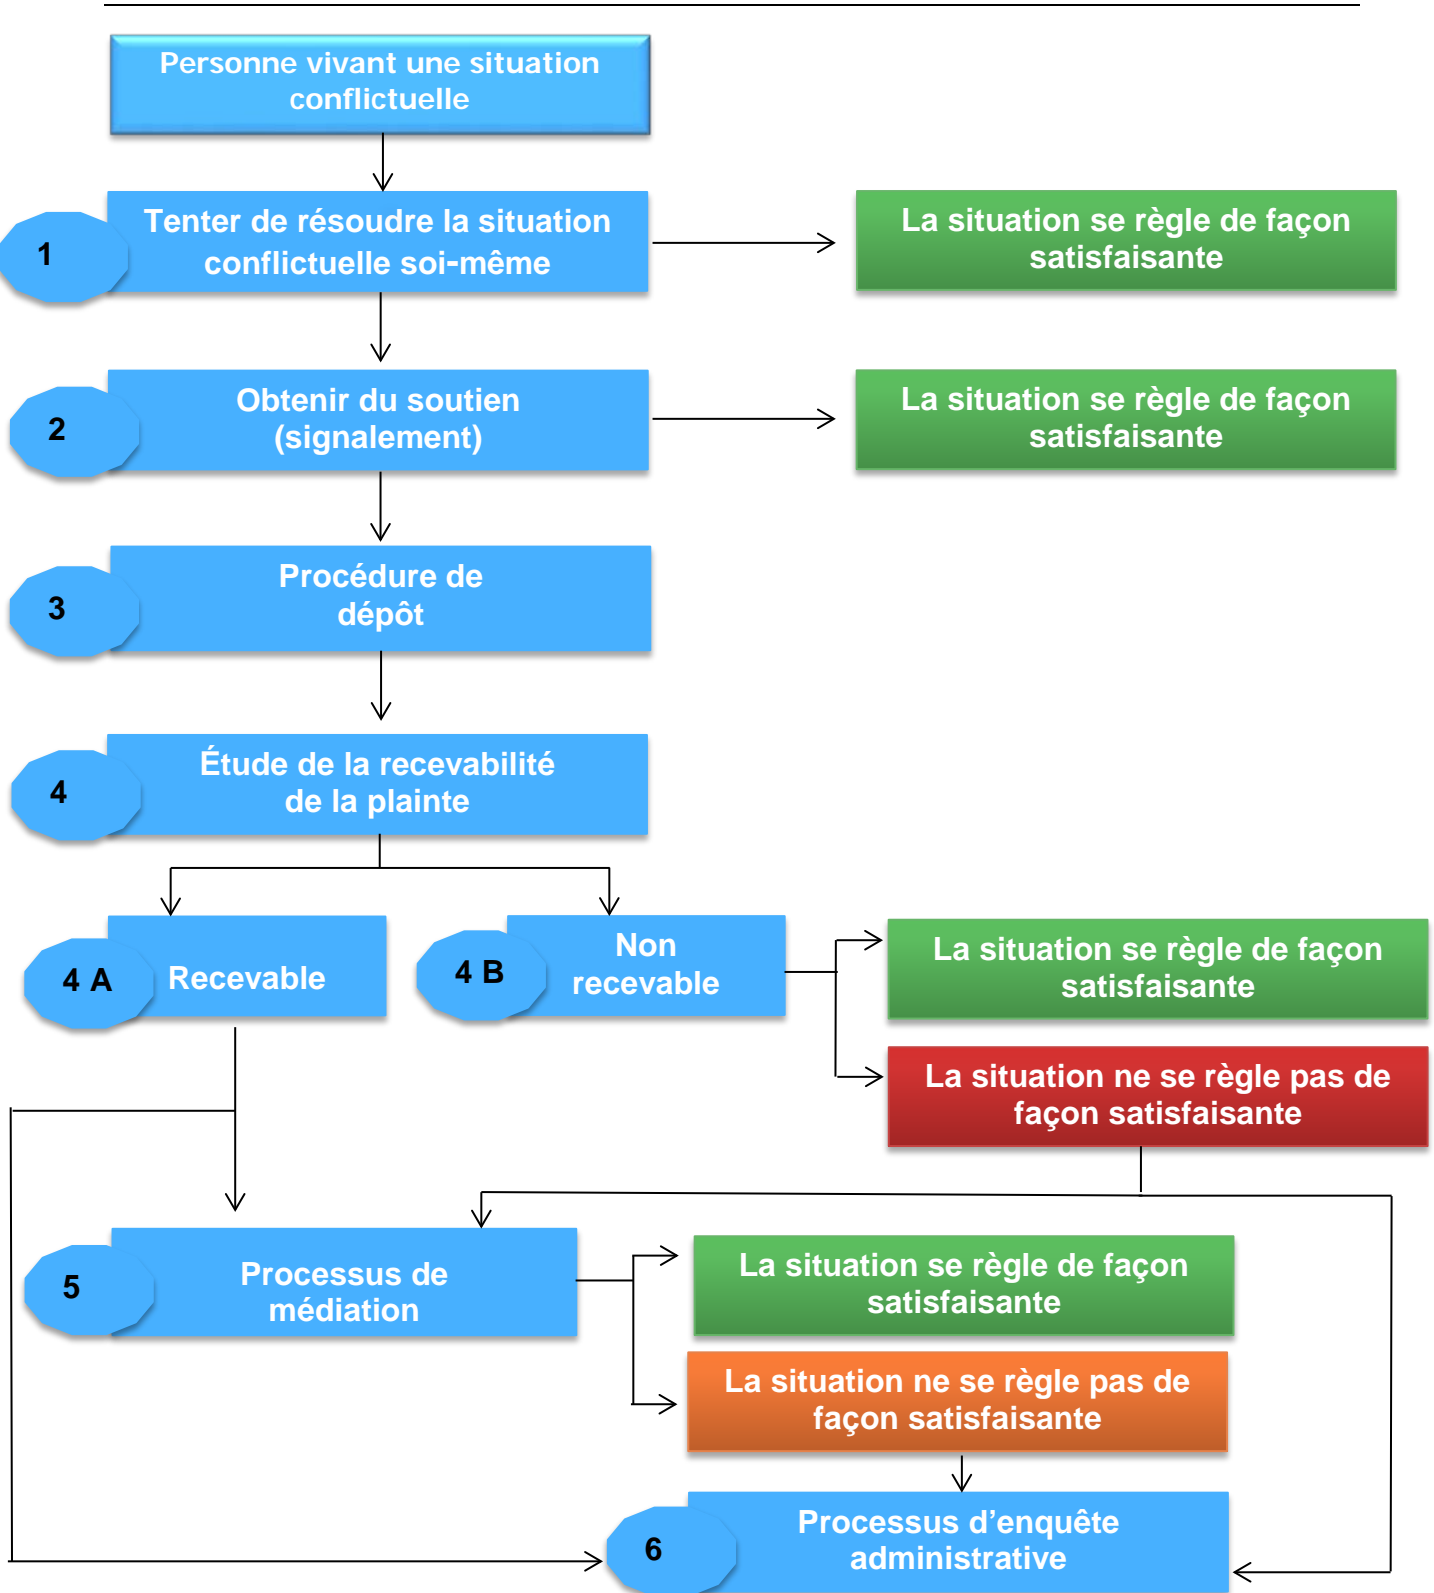 Personne vivant une situation
conflictuelle
1
Tenter de résoudre la situation
conflictuelle soi-même
La situation se règle de façon
satisfaisante
2
Obtenir du soutien
(signalement)
La situation se règle de façon
satisfaisante
3
Procédure de
dépôt
4
Étude de la recevabilité
de la plainte
4 A
Recevable
4 B
Non
recevable
La situation se règle de façon
satisfaisante
La situation ne se règle pas de
façon satisfaisante
5
Processus de
médiation
La situation se règle de façon
satisfaisante
La situation ne se règle pas de
façon satisfaisante
6
Processus d'enquête
administrative